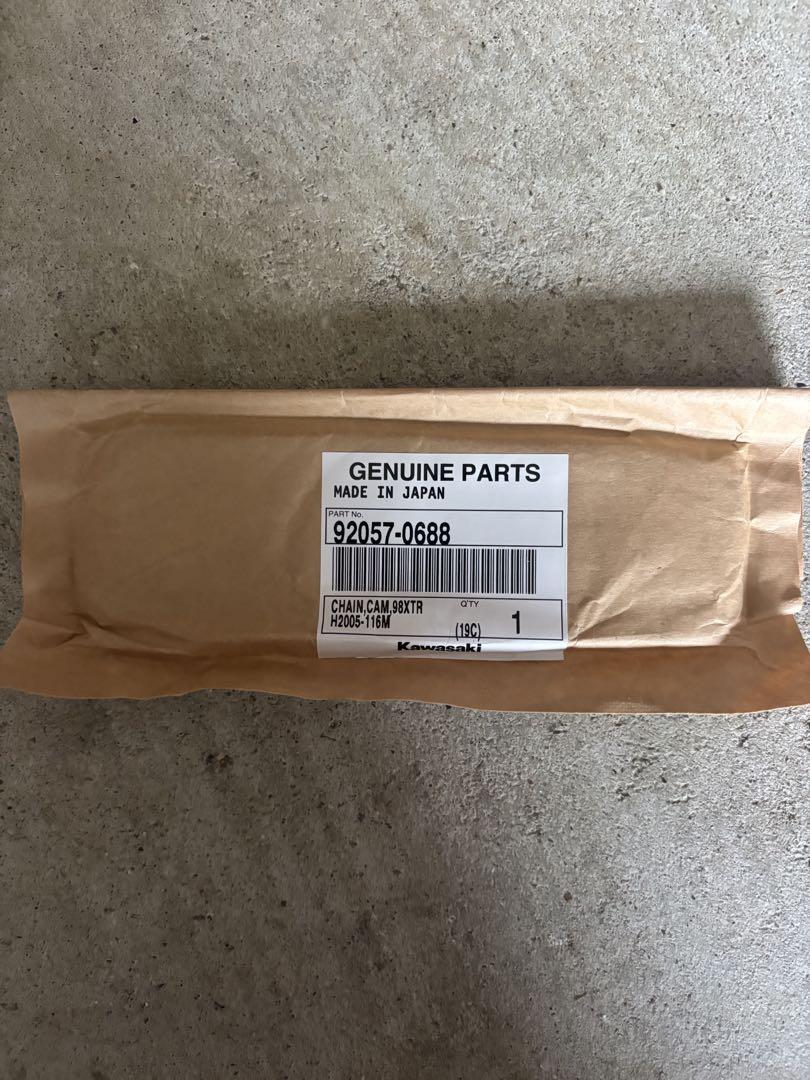 GENUINE PARTS
MADE IN JAPAN
PART No.
92057-0688
CHAIN,CAM,98XTR
H2005-116M
Q'TY
(19C)
1
Kawasaki